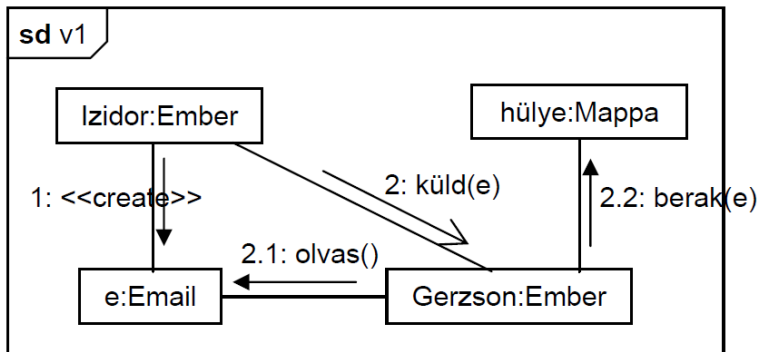 sd v1
Izidor:Ember
hülye:Mappa
1: <<create>>
2: küld(e)
2.2: berak(e)
2.1: olvas()
e:Email
Gerzson:Ember